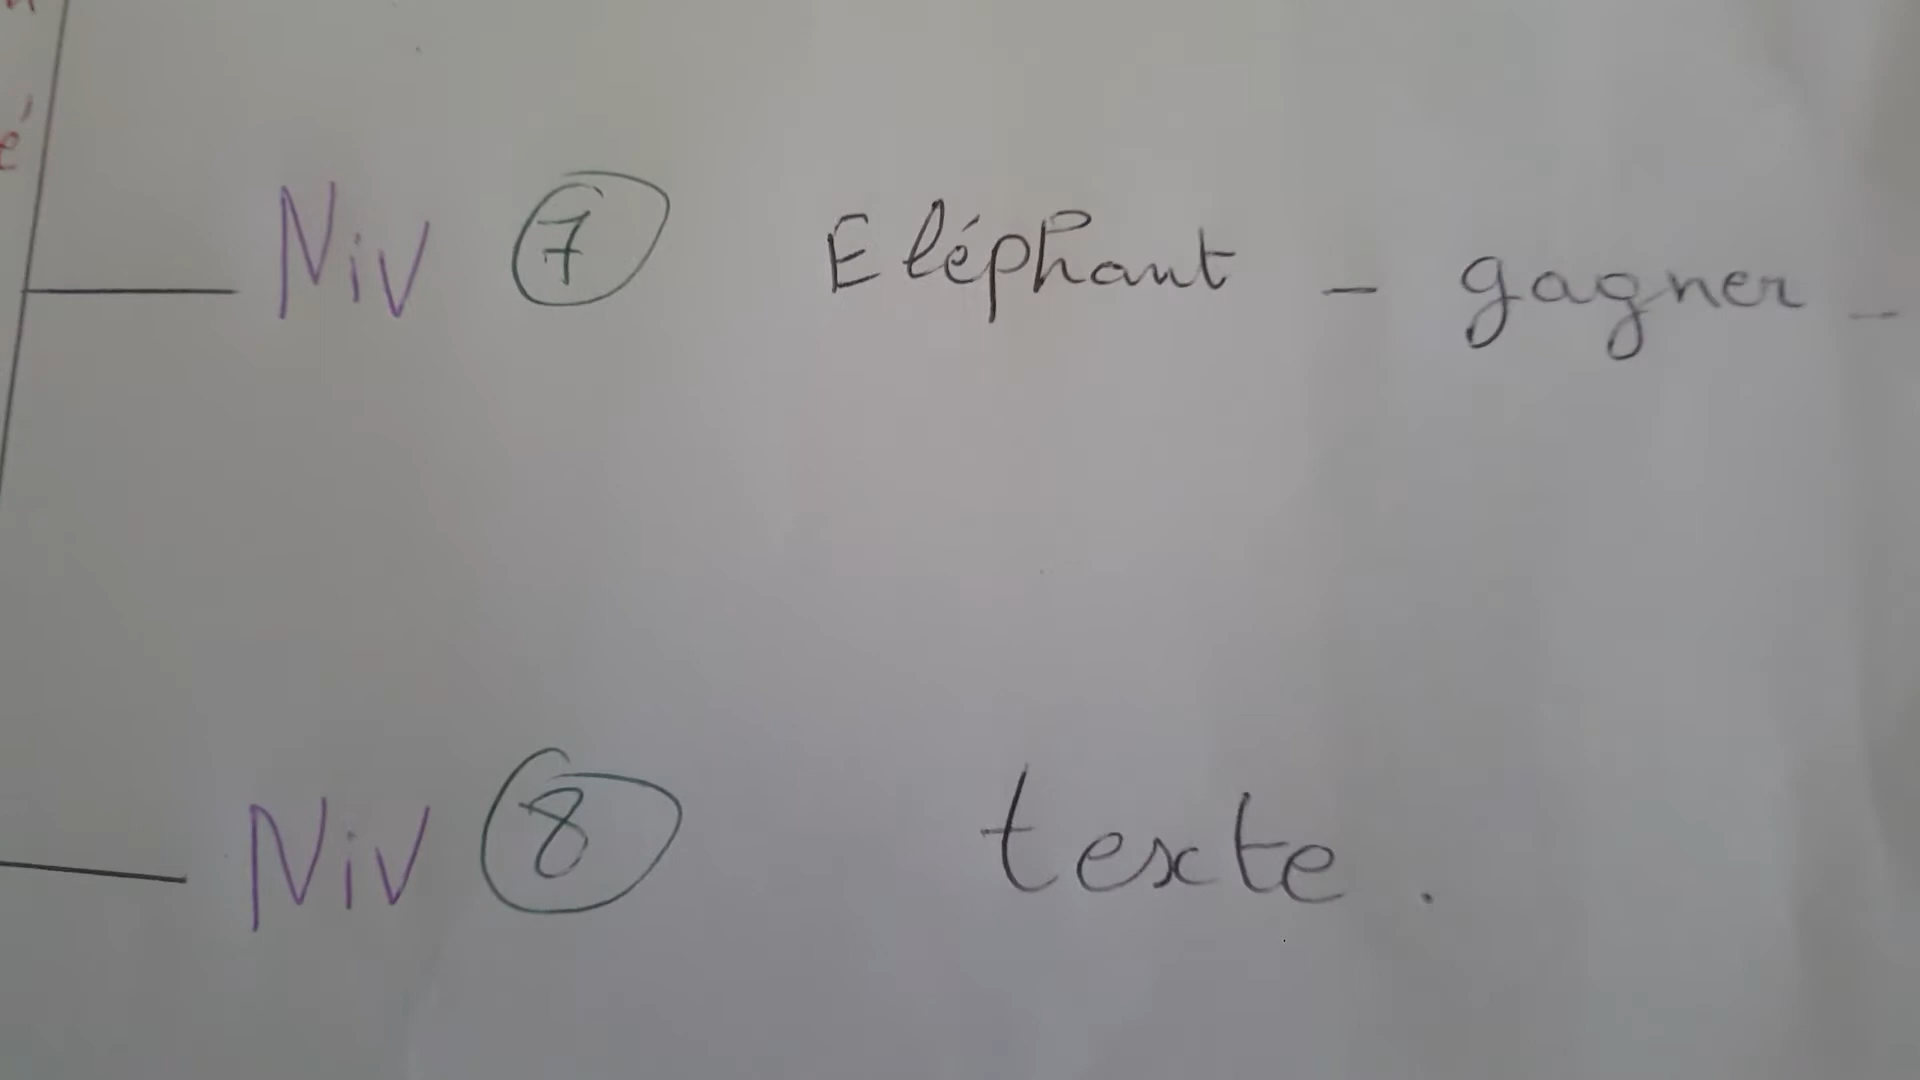 é
Niv 7 Eléphant - gagner -
Niv 8 texte.